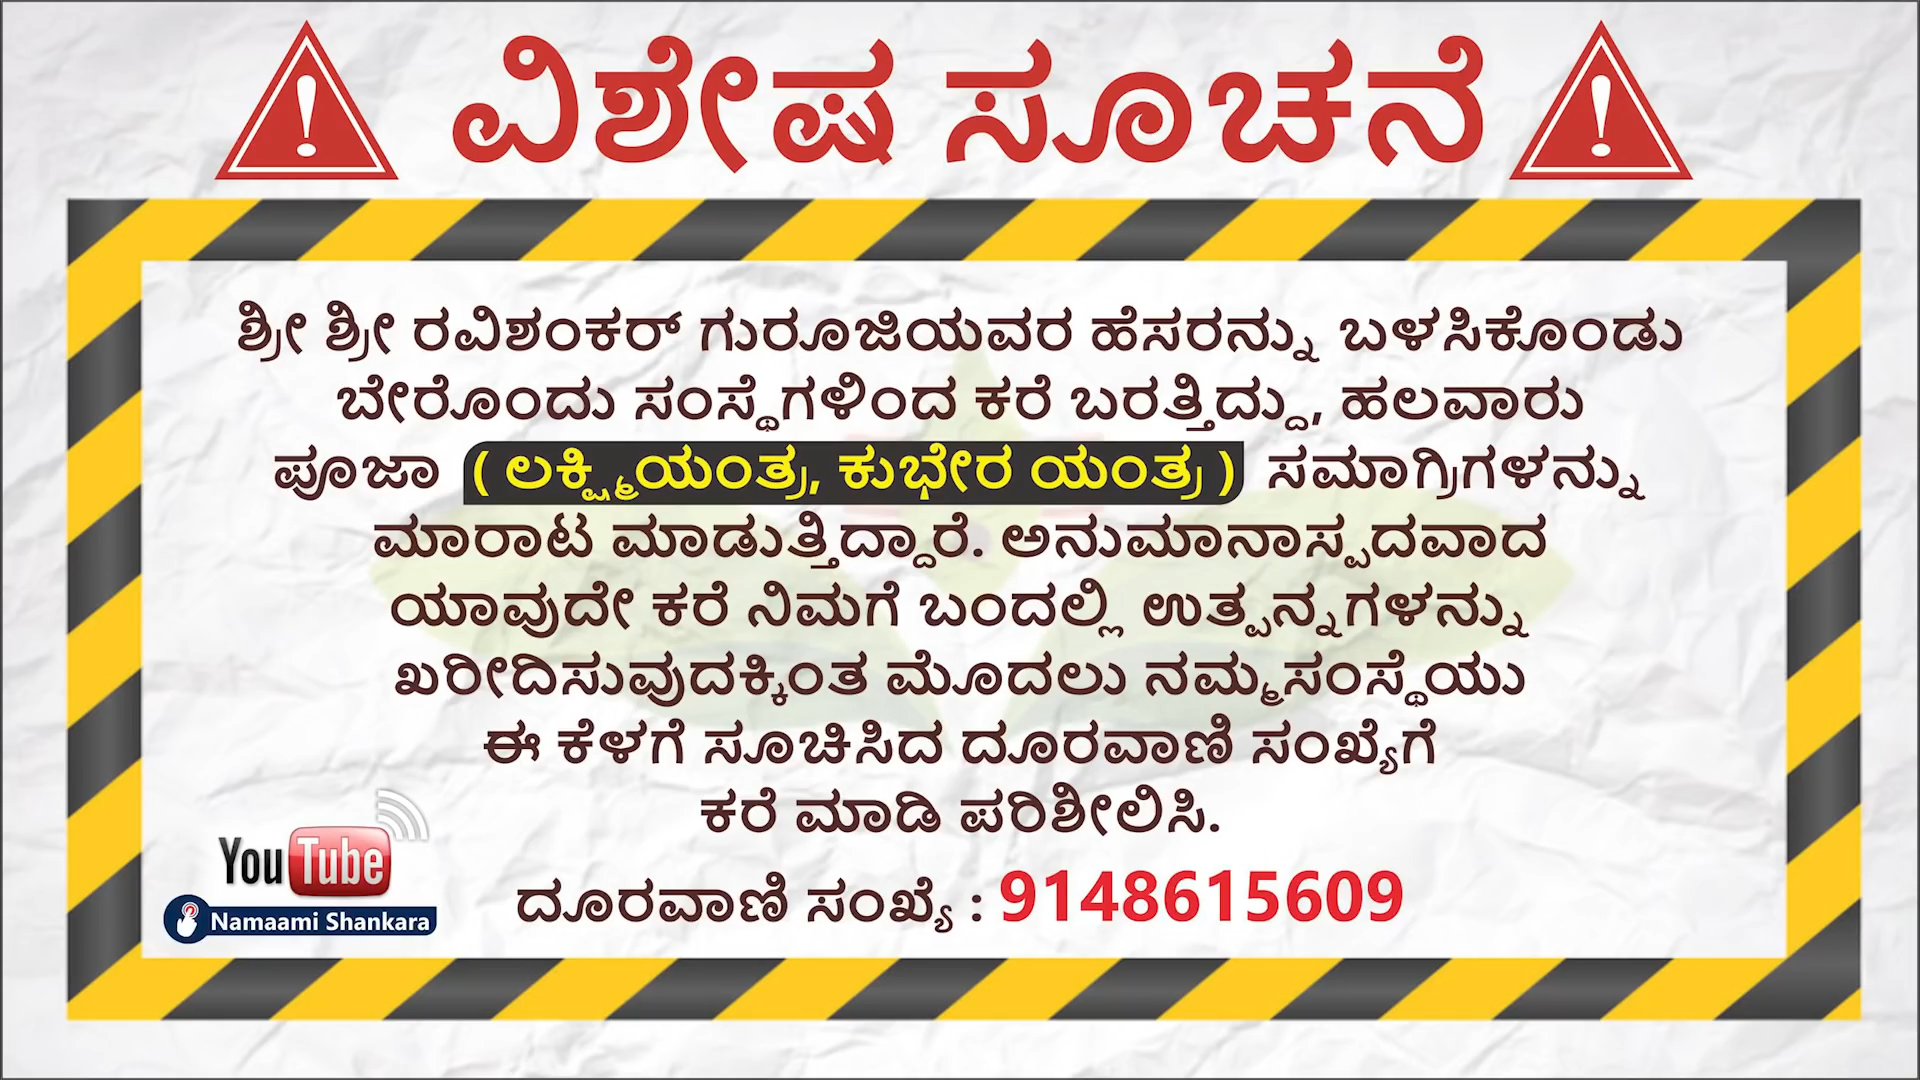 ವಿಶೇಷ ಸೂಚನೆ
ಶ್ರೀ ಶ್ರೀ ರವಿಶಂಕರ್ ಗುರೂಜಿಯವರ ಹೆಸರನ್ನು ಬಳಸಿಕೊಂಡು
ಬೇರೊಂದು ಸಂಸ್ಥೆಗಳಿಂದ ಕರೆ ಬರತ್ತಿದ್ದು, ಹಲವಾರು
ಪೂಜಾ ( ಲಕ್ಷ್ಮಿಯಂತ್ರ, ಕುಭೇರ ಯಂತ್ರ ) ಸಮಾಗ್ರಿಗಳನ್ನು
ಮಾರಾಟ ಮಾಡುತ್ತಿದ್ದಾರೆ. ಅನುಮಾನಾಸ್ಪದವಾದ
ಯಾವುದೇ ಕರೆ ನಿಮಗೆ ಬಂದಲ್ಲಿ ಉತ್ಪನ್ನಗಳನ್ನು
ಖರೀದಿಸುವುದಕ್ಕಿಂತ ಮೊದಲು ನಮ್ಮಸಂಸ್ಥೆಯು
ಈ ಕೆಳಗೆ ಸೂಚಿಸಿದ ದೂರವಾಣಿ ಸಂಖ್ಯೆಗೆ
ಕರೆ ಮಾಡಿ ಪರಿಶೀಲಿಸಿ.
ದೂರವಾಣಿ ಸಂಖ್ಯೆ : 9148615609
YouTube
Namaami Shankara